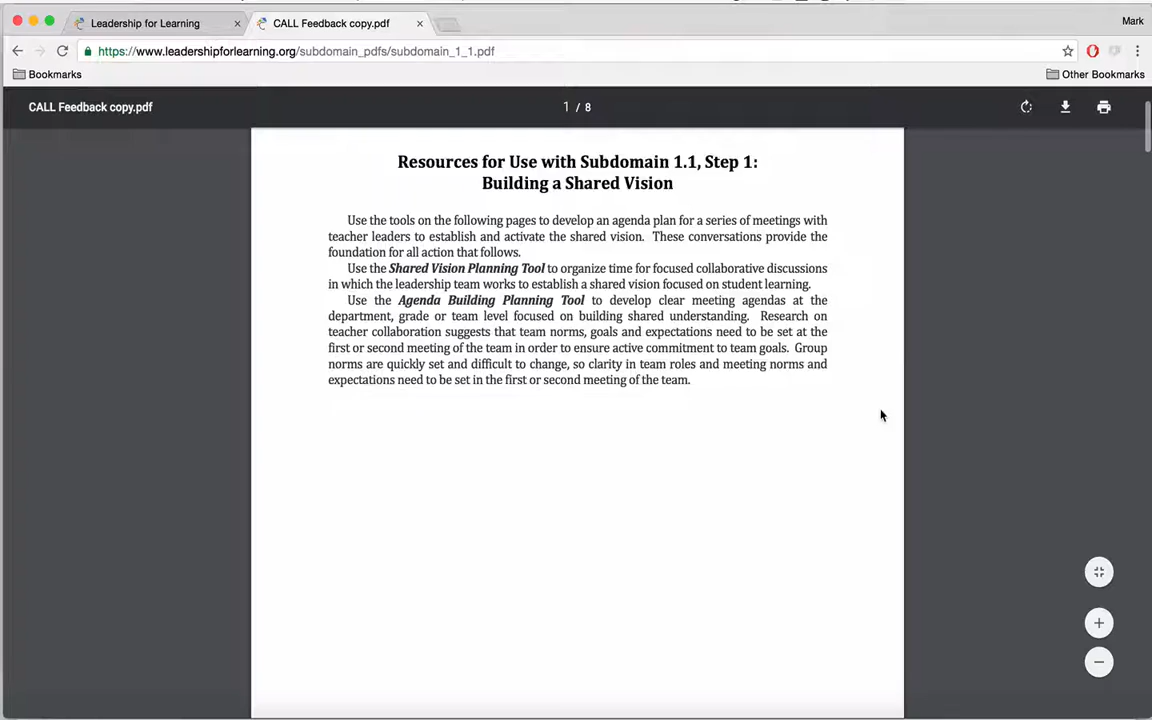 Leadership for Learning
CALL Feedback copy.pdf
Mark
https://www.leadershipforlearning.org/subdomain_pdfs/subdomain_1_1.pdf
Bookmarks
Other Bookmarks
CALL Feedback copy.pdf
1 / 8
Resources for Use with Subdomain 1.1, Step 1:
Building a Shared Vision
Use the tools on the following pages to develop an agenda plan for a series of meetings with
teacher leaders to establish and activate the shared vision. These conversations provide the
foundation for all action that follows.
Use the Shared Vision Planning Tool to organize time for focused collaborative discussions
in which the leadership team works to establish a shared vision focused on student learning.
Use the Agenda Building Planning Tool to develop clear meeting agendas at the
department, grade or team level focused on building shared understanding. Research on
teacher collaboration suggests that team norms, goals and expectations need to be set at the
first or second meeting of the team in order to ensure active commitment to team goals. Group
norms are quickly set and difficult to change, so clarity in team roles and meeting norms and
expectations need to be set in the first or second meeting of the team.